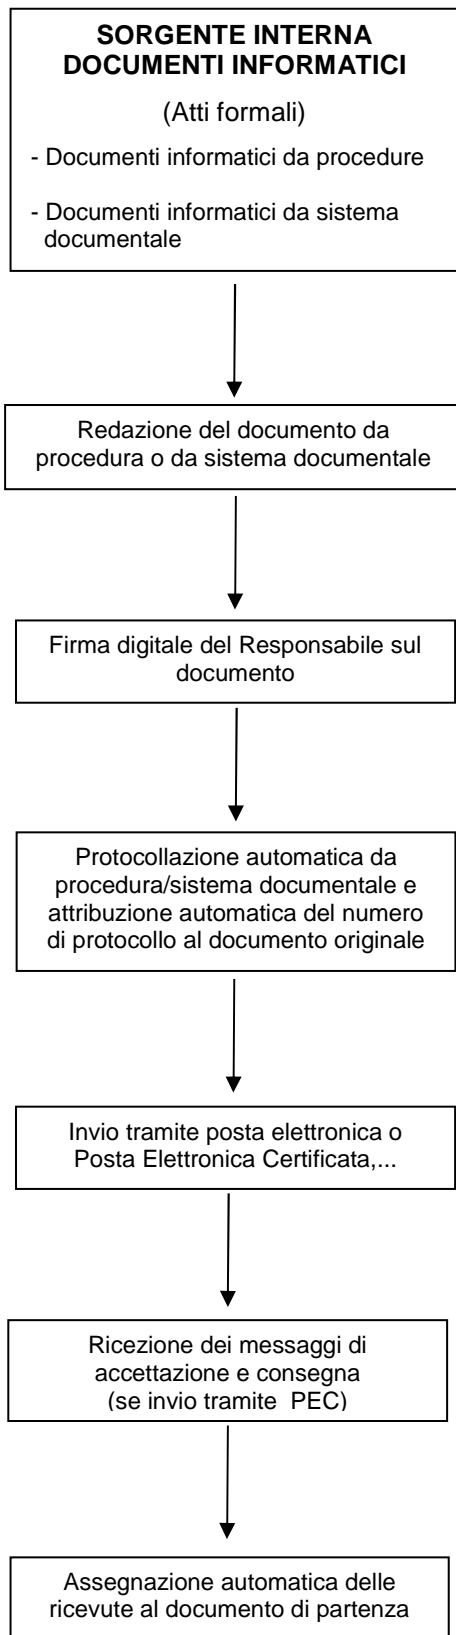 SORGENTE INTERNA
DOCUMENTI INFORMATICI
(Atti formali)
- Documenti informatici da procedure
- Documenti informatici da sistema
documentale
Redazione del documento da
procedura o da sistema documentale
Firma digitale del Responsabile sul
documento
Protocollazione automatica da
procedura/sistema documentale e
attribuzione automatica del numero
di protocollo al documento originale
Invio tramite posta elettronica o
Posta Elettronica Certificata,...
Ricezione dei messaggi di
accettazione e consegna
(se invio tramite PEC)
Assegnazione automatica delle
ricevute al documento di partenza